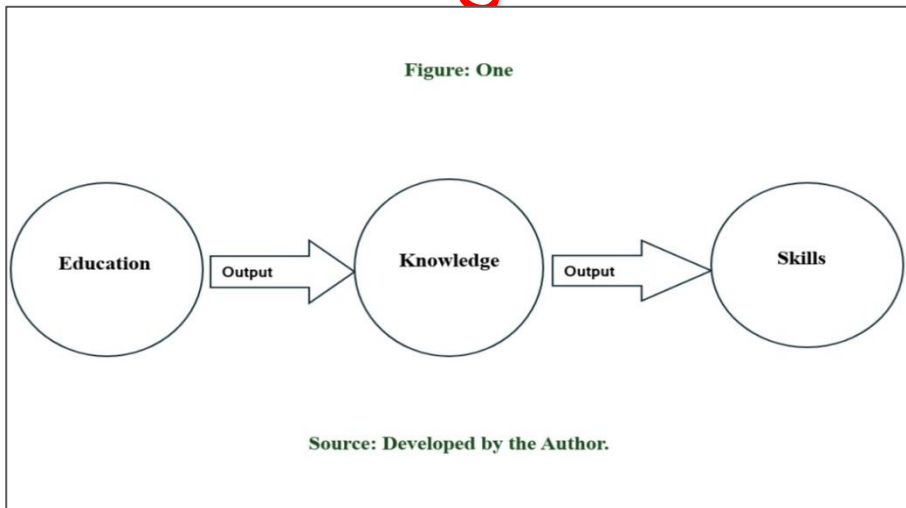 Figure: One
Education
Output
Knowledge
Output
Skills
Source: Developed by the Author.